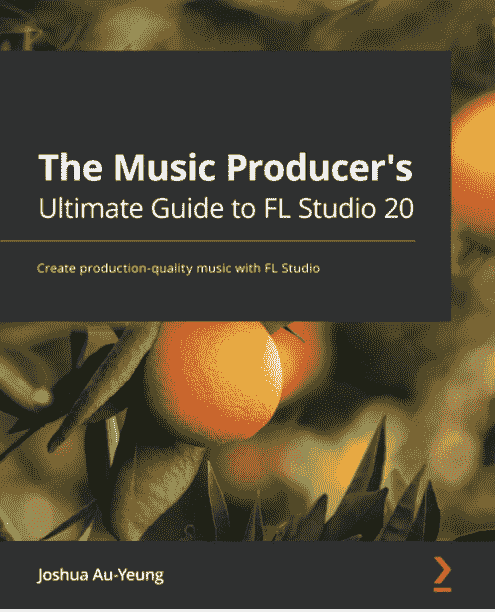 The Music Producer's
Ultimate Guide to FL Studio 20
Create production-quality music with FL Studio
Joshua Au-Yeung